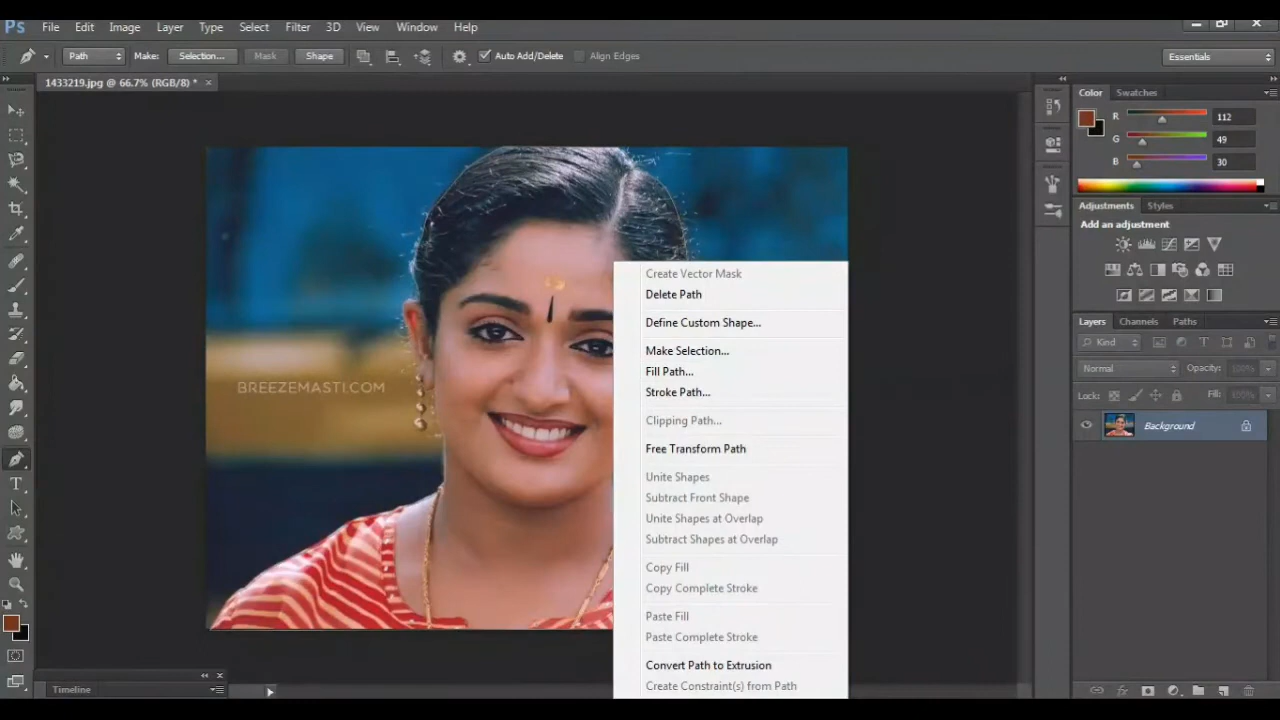 Ps File Edit Image Layer Type Select Filter 3D View Window Help
Path Make: Selection... Mask Shape Auto Add/Delete Align Edges Essentials
1433219.jpg @ 66.7% (RGB/8) *
Color Swatches
R 112
G 49
B 30
Adjustments Styles
Add an adjustment
Layers Channels Paths
Kind
Normal Opacity: 100%
Lock: Fill: 100%
Background
BREEZEMASTI.COM
Create Vector Mask
Delete Path
Define Custom Shape...
Make Selection...
Fill Path...
Stroke Path...
Clipping Path...
Free Transform Path
Unite Shapes
Subtract Front Shape
Unite Shapes at Overlap
Subtract Shapes at Overlap
Copy Fill
Copy Complete Stroke
Paste Fill
Paste Complete Stroke
Convert Path to Extrusion
Create Constraint(s) from Path
Timeline